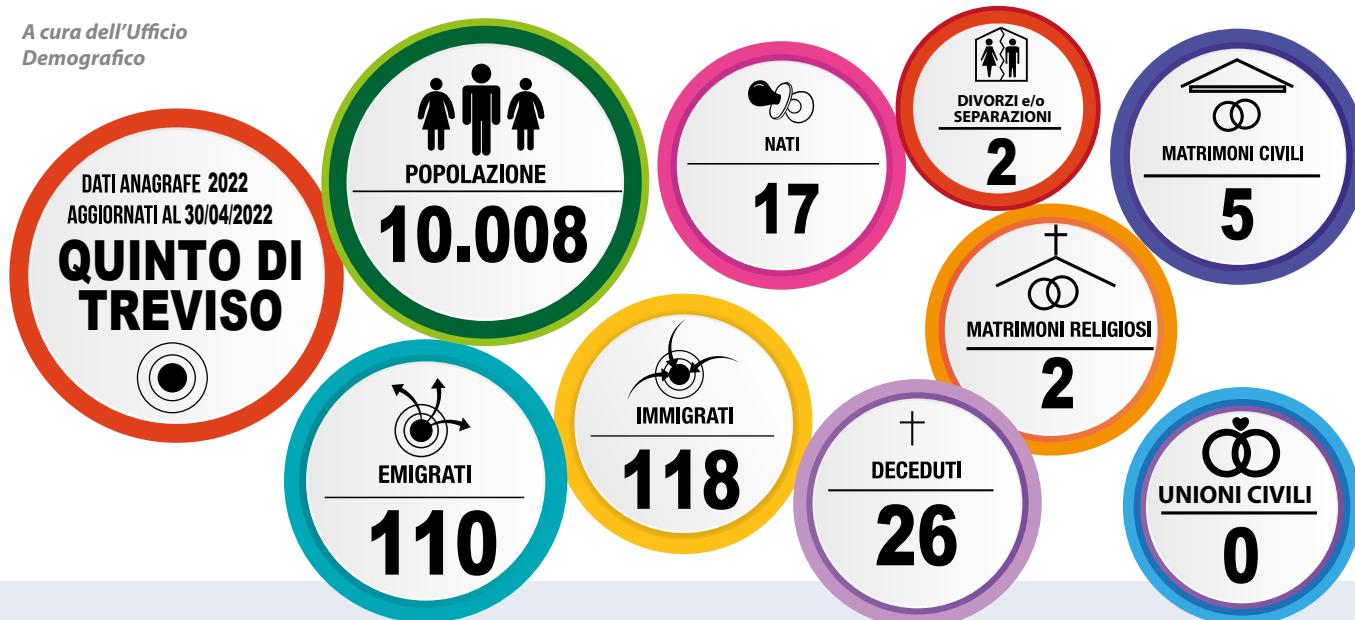 A cura dell'Ufficio
Demografico
DATI ANAGRAFE 2022
AGGIORNATI AL 30/04/2022
QUINTO DI
TREVISO
POPOLAZIONE
10.008
NATI
17
DIVORZI e/o
SEPARAZIONI
2
MATRIMONI CIVILI
5
EMIGRATI
110
IMMIGRATI
118
DECEDUTI
26
MATRIMONI RELIGIOSI
2
UNIONI CIVILI
0